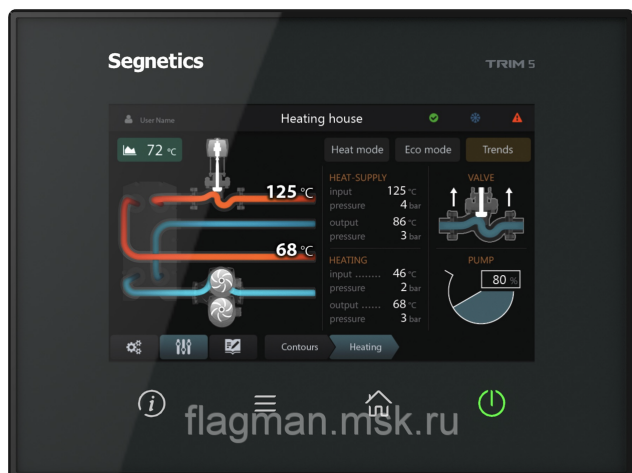 Segnetics
TRIM 5
User Name
Heating house
72 °C
Heat mode
Eco mode
Trends
125 °C
68 °C
HEAT-SUPPLY
input 125 °C
pressure 4 bar
output 86 °C
pressure 3 bar
VALVE
HEATING
input ........ 46 °C
pressure 2 bar
output ...... 68 °C
pressure 3 bar
PUMP
80 %
Contours
Heating
i
flagman.msk.ru